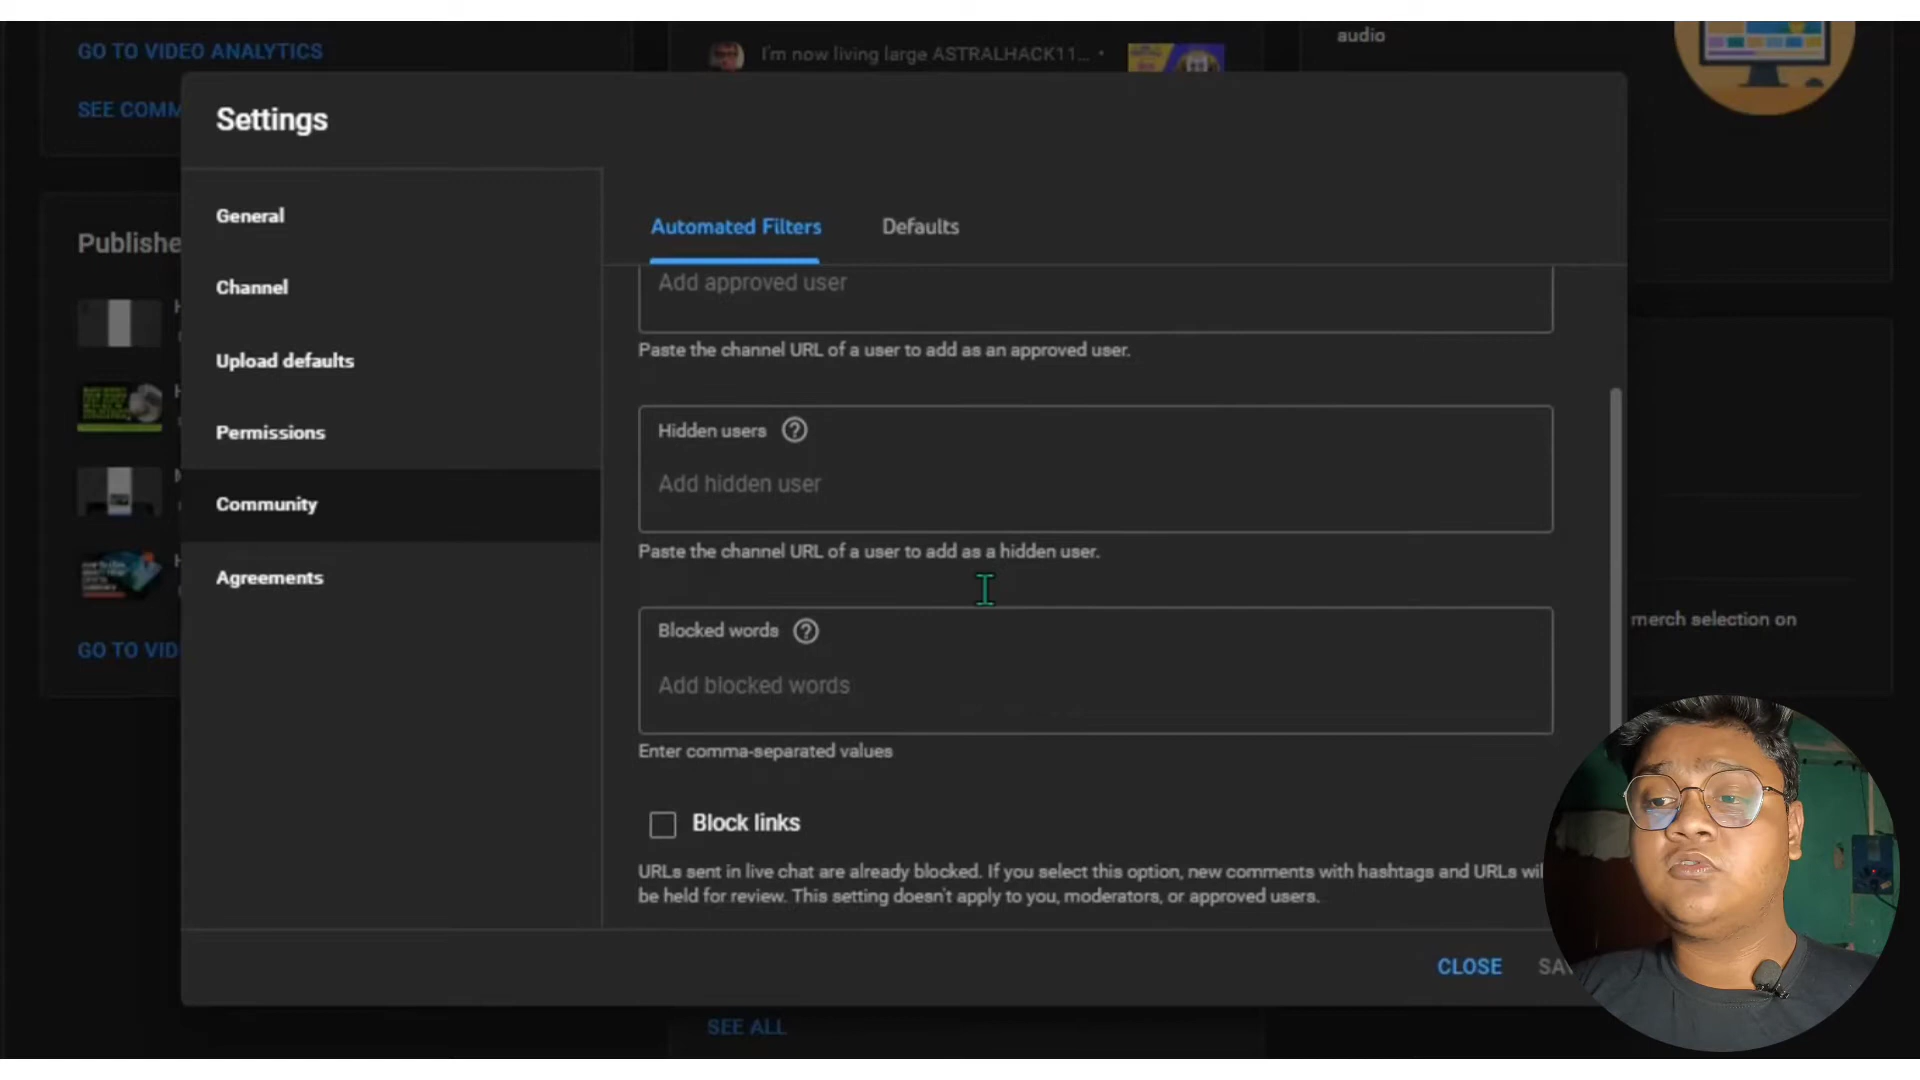 GO TO VIDEO ANALYTICS
I'm now living large ASTRALHACK11... •
audio
SEE COMM
Settings
General
Publishe
Automated Filters
Defaults
Channel
Add approved user
Paste the channel URL of a user to add as an approved user.
Upload defaults
Permissions
Hidden users ?
Add hidden user
Community
Paste the channel URL of a user to add as a hidden user.
Agreements
merch selection on
Blocked words ?
GO TO VID
Add blocked words
Enter comma-separated values
Block links
URLs sent in live chat are already blocked. If you select this option, new comments with hashtags and URLs wil
be held for review. This setting doesn't apply to you, moderators, or approved users.
CLOSE
SAV
SEE ALL